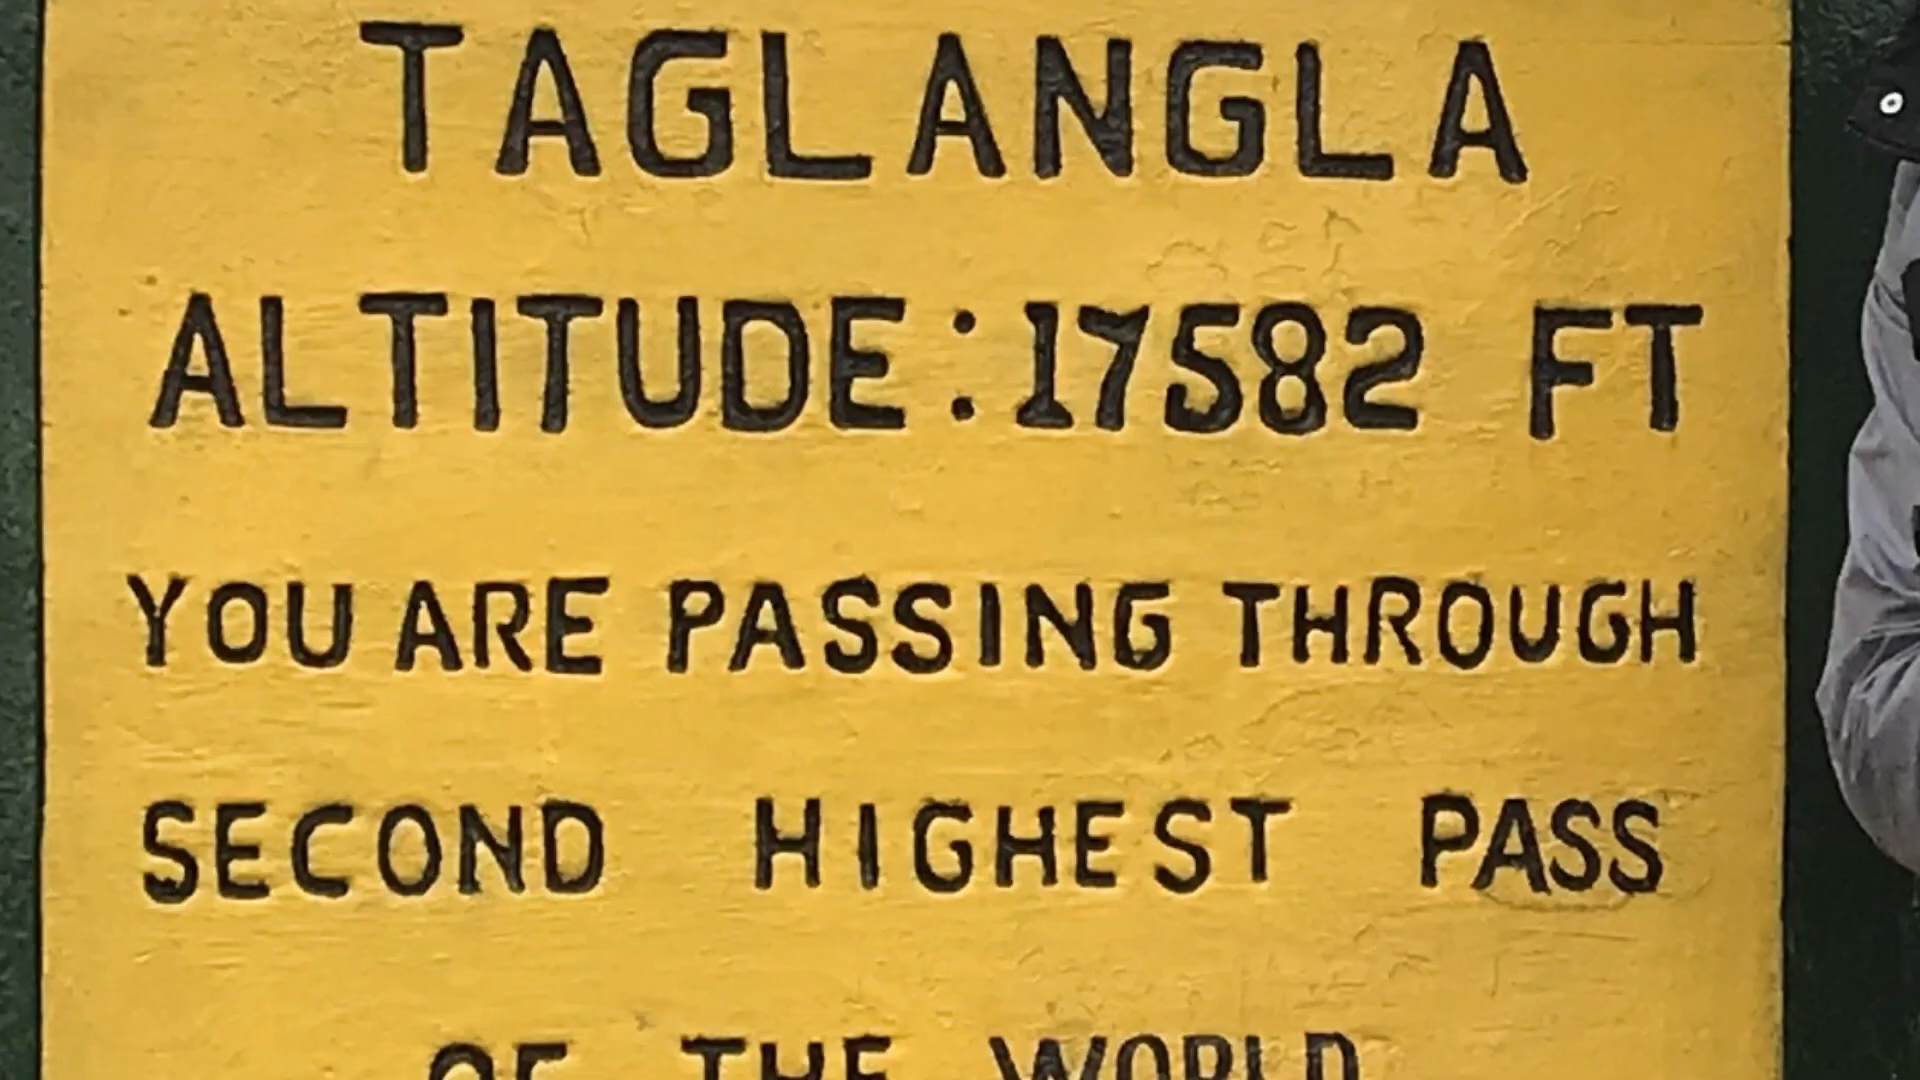 TAGLANGLA
ALTITUDE : 17582 FT
YOU ARE PASSING THROUGH
SECOND HIGHEST PASS
OF THE WORLD